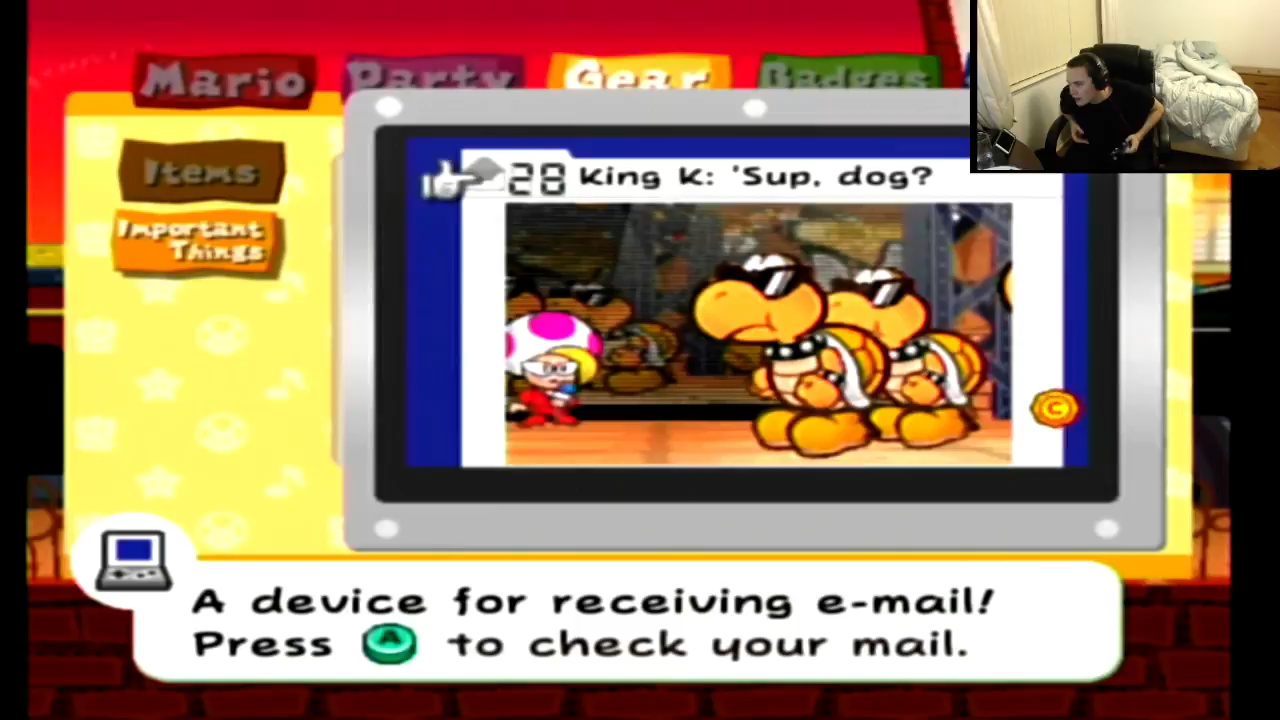 Mario Party Gear Badges
Items
Important
Things
28 King K: 'Sup, dog?
C
A device for receiving e-mail!
Press A to check your mail.